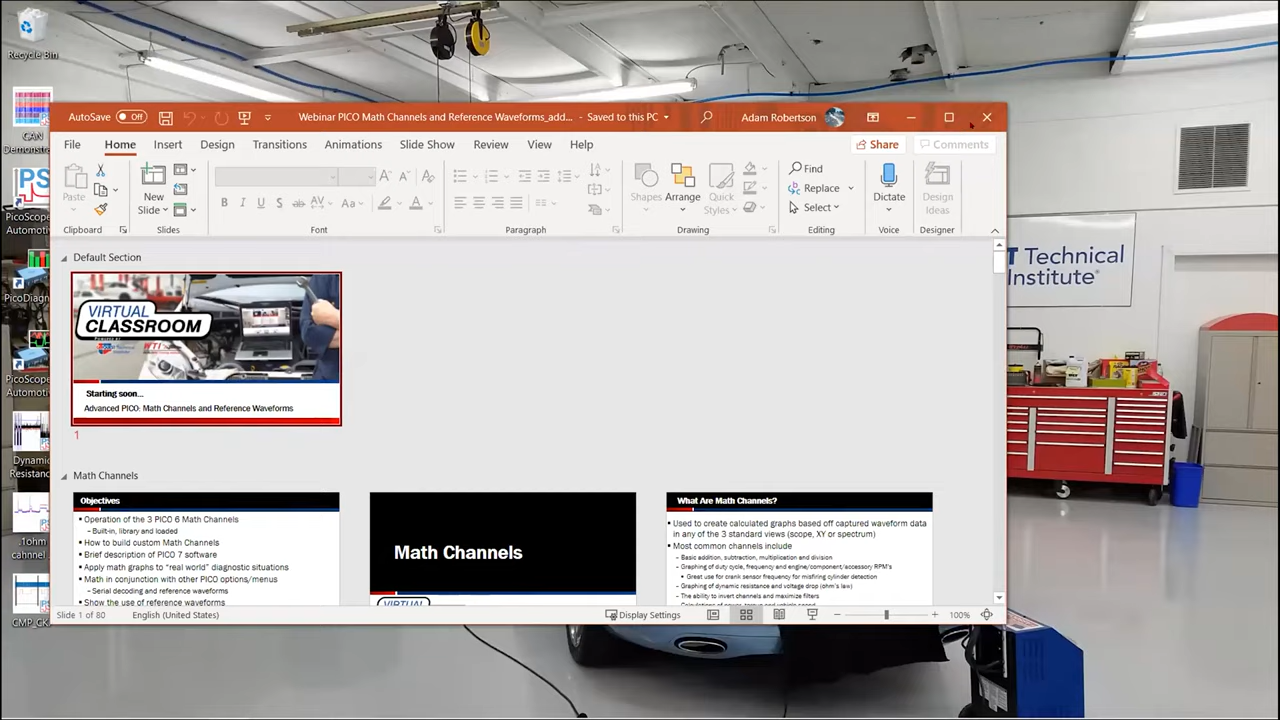 Recycle Bin
CAN
Demonstra...
PicoScope
Automotiv
PicoDiagn
PicoScope
Automotiv
Dynamic
Resistanc
.1ohm
CMP_CK
AutoSave Off
Webinar PICO Math Channels and Reference Waveforms_add... - Saved to this PC
Adam Robertson
File Home Insert Design Transitions Animations Slide Show Review View Help
Share
Comments
Paste
New
Slide
Shapes
Arrange
Quick
Styles
Find
Replace
Select
Dictate
Design
Ideas
Clipboard Slides Font Paragraph Drawing Editing Voice Designer
Default Section
VIRTUAL
CLASSROOM
Starting soon...
Advanced PICO: Math Channels and Reference Waveforms
1
Math Channels
Objectives
▪ Operation of the 3 PICO 6 Math Channels
– Built-in, library and loaded
▪ How to build custom Math Channels
▪ Brief description of PICO 7 software
▪ Apply math graphs to “real world” diagnostic situations
▪ Math in conjunction with other PICO options/menus
– Serial decoding and reference waveforms
▪ Show the use of reference waveforms
Math Channels
VIRTUAL
What Are Math Channels?
▪ Used to create calculated graphs based off captured waveform data
in any of the 3 standard views (scope, XY or spectrum)
▪ Most common channels include
– Basic addition, subtraction, multiplication and division
– Graphing of duty cycle, frequency and engine/component/accessory RPM's
▪ Great use for crank sensor frequency for misfiring cylinder detection
– Graphing of dynamic resistance and voltage drop (ohm's law)
– The ability to invert channels and maximize filters
Slide 1 of 80 English (United States) Display Settings 100%
T Technical
Institute